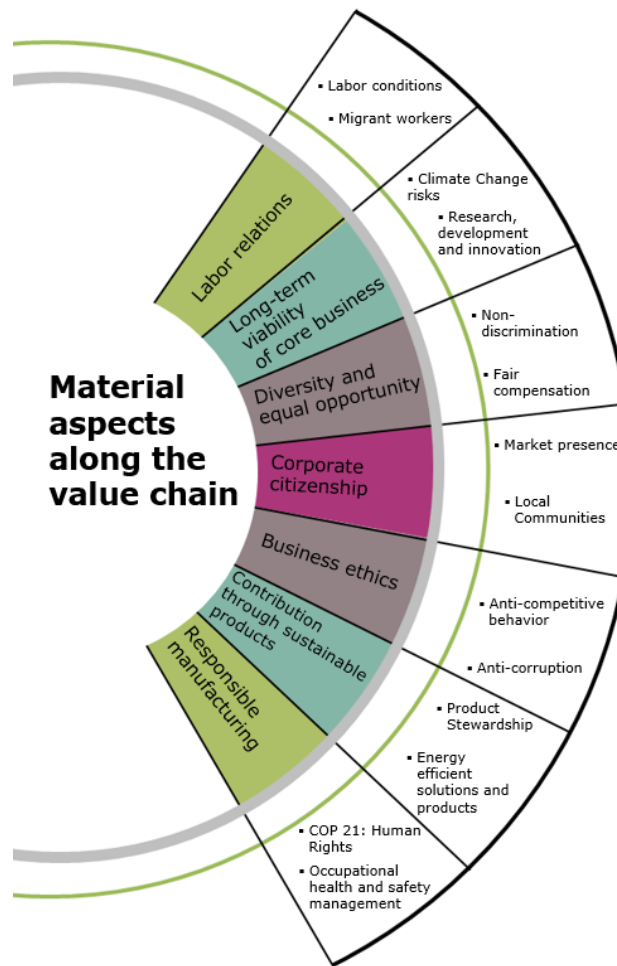 Material
aspects
along the
value chain
Labor relations
▪ Labor conditions
▪ Migrant workers
Long-term
viability
of core business
▪ Climate Change
risks
▪ Research,
development
and innovation
Diversity and
equal opportunity
▪ Non-
discrimination
▪ Fair
compensation
Corporate
citizenship
▪ Market presence
▪ Local
Communities
Business ethics
▪ Anti-competitive
behavior
▪ Anti-corruption
Contribution
through sustainable
products
▪ Product
Stewardship
▪ Energy
efficient
solutions and
products
Responsible
manufacturing
▪ COP 21: Human
Rights
▪ Occupational
health and safety
management